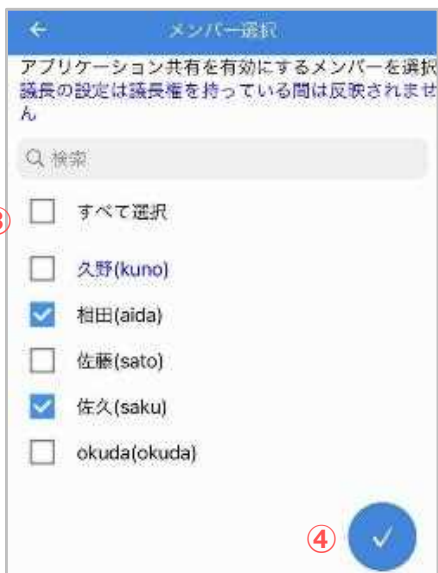 メンバー選択
アプリケーション共有を有効にするメンバーを選択
議長の設定は議長権を持っている間は反映されませ
ん
検索
すべて選択
久野(kuno)
相田(aida)
佐藤(sato)
佐久(saku)
okuda(okuda)
④